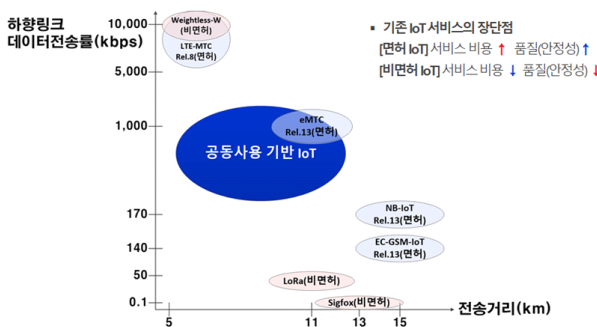 하향링크
데이터전송률(kbps)
10,000
5,000
1,000
170
140
50
0.1
Weightless-W
(비면허)
LTE-MTC
Rel.8(면허)
▪ 기존 IoT 서비스의 장단점
[면허 IoT] 서비스 비용 ↑ 품질(안정성) ↑
[비면허 IoT] 서비스 비용 ↓ 품질(안정성) ↓
eMTC
Rel.13(면허)
공동사용 기반 IoT
NB-IoT
Rel.13(면허)
EC-GSM-IoT
Rel.13(면허)
LoRa(비면허)
Sigfox(비면허)
5
11
13
15
전송거리(km)